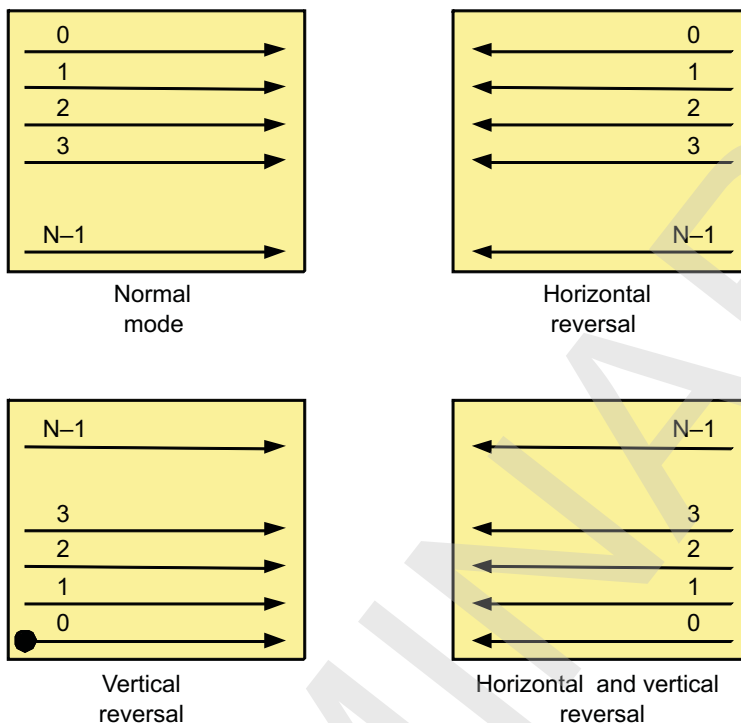 0
1
2
3
N–1
Normal
mode
0
1
2
3
N–1
Horizontal
reversal
N–1
3
2
1
0
Vertical
reversal
N–1
3
2
1
0
Horizontal and vertical
reversal